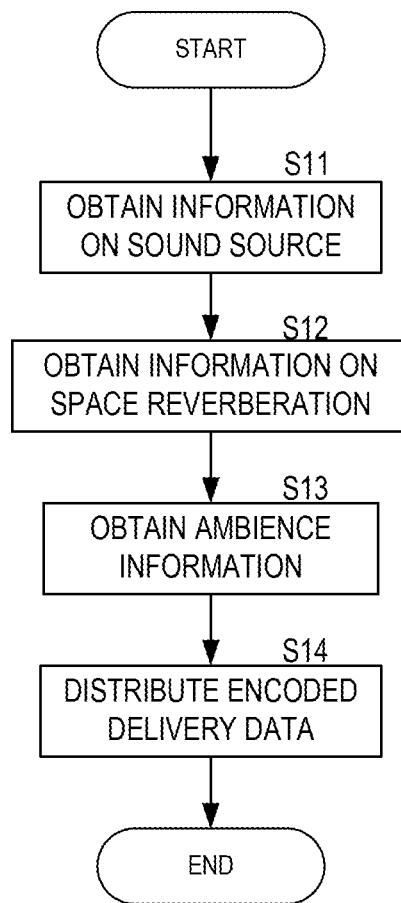 START
S11
OBTAIN INFORMATION
ON SOUND SOURCE
S12
OBTAIN INFORMATION ON
SPACE REVERBERATION
S13
OBTAIN AMBIENCE
INFORMATION
S14
DISTRIBUTE ENCODED
DELIVERY DATA
END